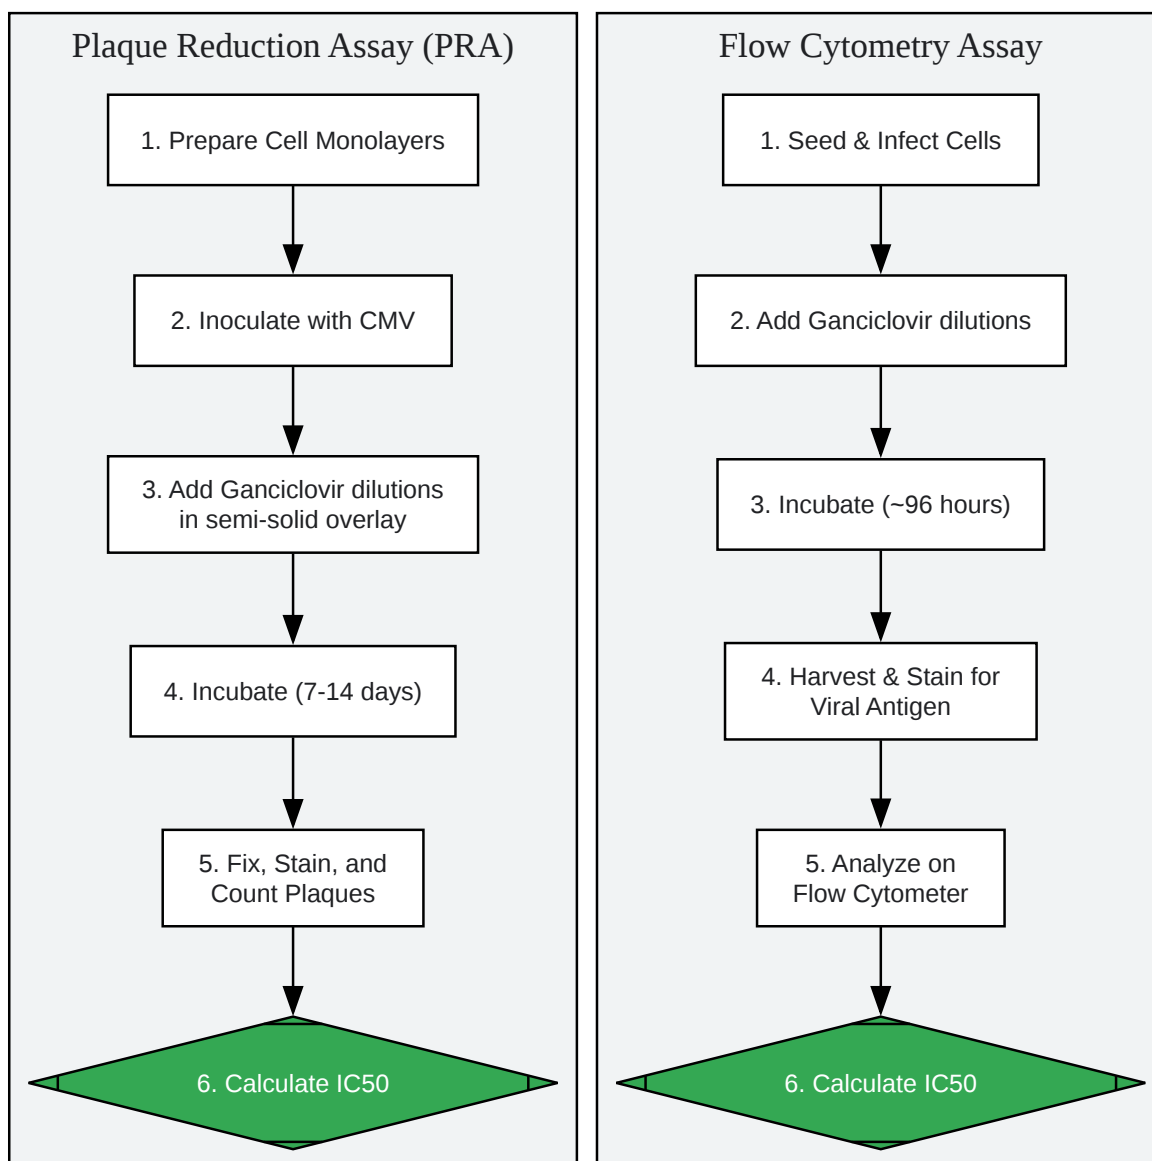 Plaque Reduction Assay (PRA)
1. Prepare Cell Monolayers
2. Inoculate with CMV
3. Add Ganciclovir dilutions
in semi-solid overlay
4. Incubate (7-14 days)
5. Fix, Stain, and
Count Plaques
6. Calculate IC50
Flow Cytometry Assay
1. Seed & Infect Cells
2. Add Ganciclovir dilutions
3. Incubate (~96 hours)
4. Harvest & Stain for
Viral Antigen
5. Analyze on
Flow Cytometer
6. Calculate IC50